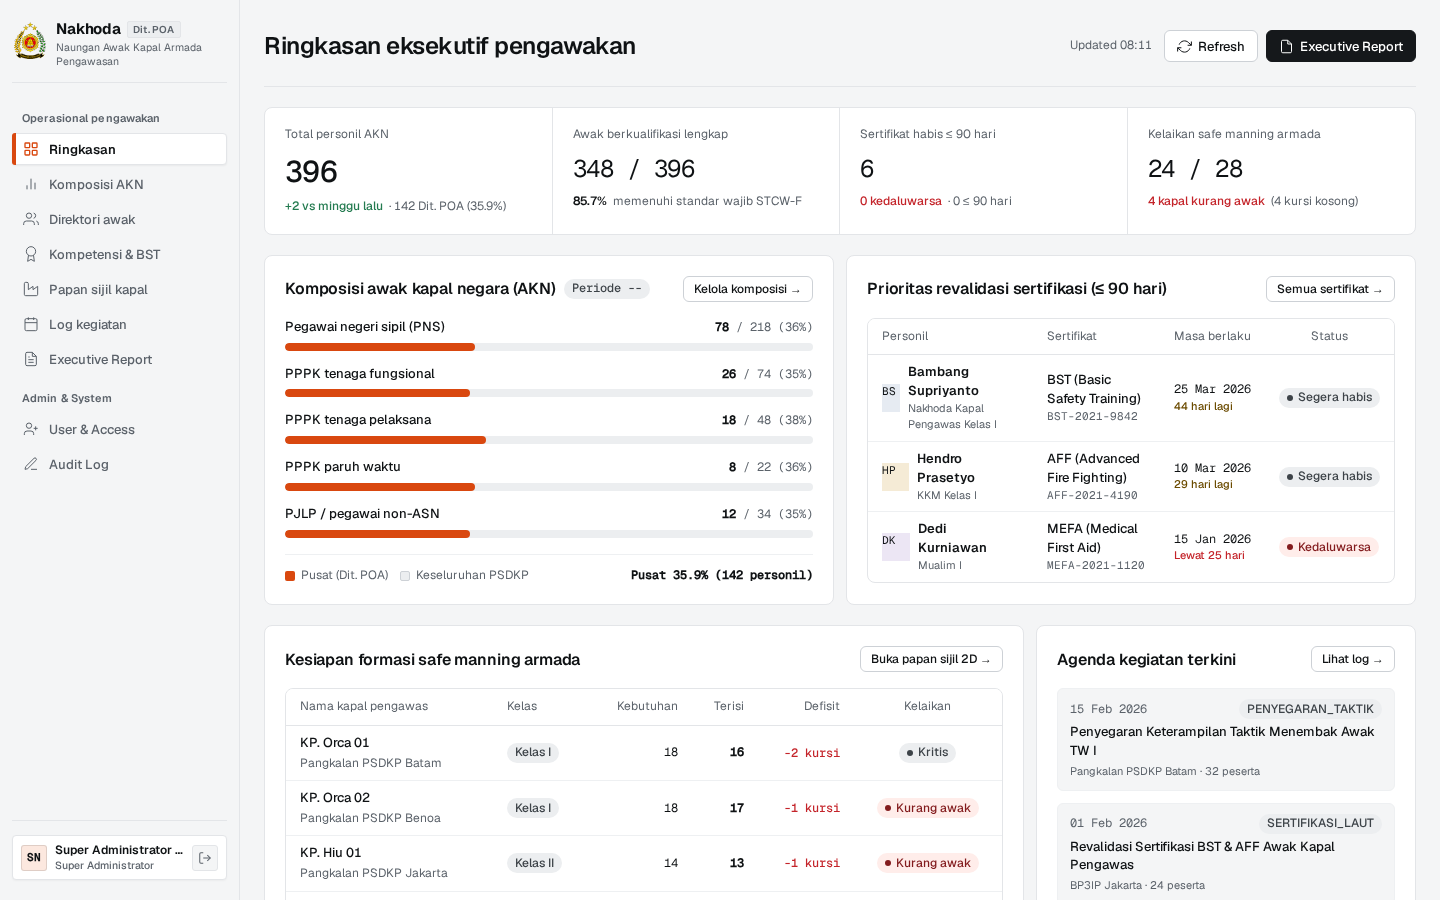 Nakhoda Dit. POA
Naungan Awak Kapal Armada
Pengawasan
Operasional pengawakan
Ringkasan
Komposisi AKN
Direktori awak
Kompetensi & BST
Papan sijil kapal
Log kegiatan
Executive Report
Admin & System
User & Access
Audit Log
SN
Super Administrator ...
Super Administrator
Ringkasan eksekutif pengawakan
Updated 08:11
Refresh
Executive Report
Total personil AKN
396
+2 vs minggu lalu · 142 Dit. POA (35.9%)
Awak berkualifikasi lengkap
348 / 396
85.7% memenuhi standar wajib STCW-F
Sertifikat habis ≤ 90 hari
6
0 kedaluwarsa · 0 ≤ 90 hari
Kelaikan safe manning armada
24 / 28
4 kapal kurang awak (4 kursi kosong)
Komposisi awak kapal negara (AKN) Periode --
Kelola komposisi →
Pegawai negeri sipil (PNS) 78 / 218 (36%)
PPPK tenaga fungsional 26 / 74 (35%)
PPPK tenaga pelaksana 18 / 48 (38%)
PPPK paruh waktu 8 / 22 (36%)
PJLP / pegawai non-ASN 12 / 34 (35%)
Pusat (Dit. POA) Keseluruhan PSDKP Pusat 35.9% (142 personil)
Prioritas revalidasi sertifikasi (≤ 90 hari)
Semua sertifikat →
Personil Sertifikat Masa berlaku Status
BS
Bambang
Supriyanto
Nakhoda Kapal
Pengawas Kelas I
BST (Basic
Safety Training)
BST-2021-9842
25 Mar 2026
44 hari lagi
Segera habis
HP
Hendro
Prasetyo
KKM Kelas I
AFF (Advanced
Fire Fighting)
AFF-2021-4190
10 Mar 2026
29 hari lagi
Segera habis
DK
Dedi
Kurniawan
Mualim I
MEFA (Medical
First Aid)
MEFA-2021-1120
15 Jan 2026
Lewat 25 hari
Kedaluwarsa
Kesiapan formasi safe manning armada
Buka papan sijil 2D →
Nama kapal pengawas Kelas Kebutuhan Terisi Defisit Kelaikan
KP. Orca 01
Pangkalan PSDKP Batam
Kelas I 18 16 -2 kursi Kritis
KP. Orca 02
Pangkalan PSDKP Benoa
Kelas I 18 17 -1 kursi Kurang awak
KP. Hiu 01
Pangkalan PSDKP Jakarta
Kelas II 14 13 -1 kursi Kurang awak
Agenda kegiatan terkini
Lihat log →
15 Feb 2026 PENYEGARAN_TAKTIK
Penyegaran Keterampilan Taktik Menembak Awak
TW I
Pangkalan PSDKP Batam · 32 peserta
01 Feb 2026 SERTIFIKASI_LAUT
Revalidasi Sertifikasi BST & AFF Awak Kapal
Pengawas
BP3IP Jakarta · 24 peserta